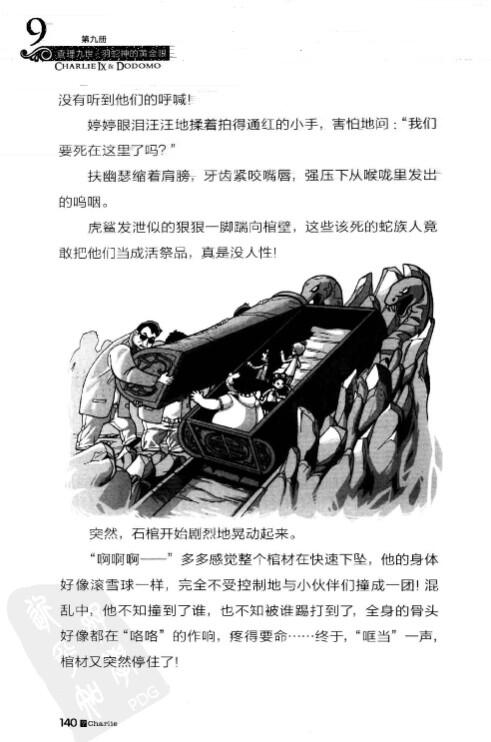 9
第九册
真理九世·羽蛇神的黄金眼
CHARLIE IX & DODOMO
没有听到他们的呼喊！
婷婷眼泪汪汪地揉着拍得通红的小手，害怕地问：“我们
要死在这里了吗？”
扶幽瑟缩着肩膀，牙齿紧咬嘴唇，强压下从喉咙里发出
的呜咽。
虎鲨发泄似的狠狠一脚踹向棺壁，这些该死的蛇族人竟
敢把他们当成活祭品，真是没人性！
突然，石棺开始剧烈地晃动起来。
“啊啊啊——”多多感觉整个棺材在快速下坠，他的身体
好像滚雪球一样，完全不受控制地与小伙伴们撞成一团！混
乱中，他不知撞到了谁，也不知被谁踢打到了，全身的骨头
好像都在“咯咯”的作响，疼得要命……终于，“哐当”一声，
棺材又突然停住了！
PDG
140 Charlie